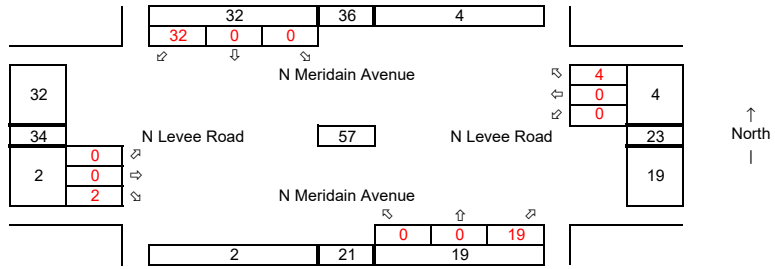 32 36 4
32 0 0
⬃ ⇩ ⬂
N Meridain Avenue
⬁ 4
32 ⇦ 0 4
⬃ 0
↑
34 N Levee Road 57 N Levee Road 23 North
|
0 ⬀
2 0 ⇨ 19
2 ⬂
N Meridain Avenue
⬁ ⇧ ⬀
0 0 19
2 21 19